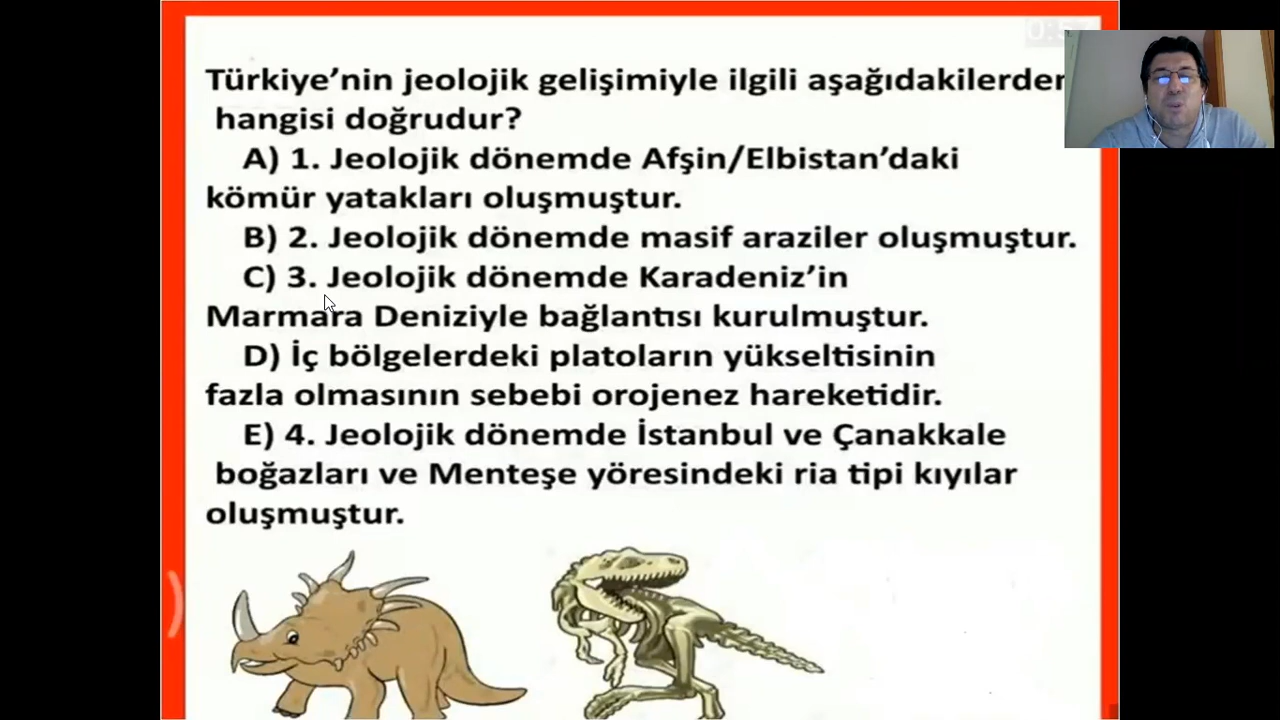 Türkiye’nin jeolojik gelişimiyle ilgili aşağıdakilerden
hangisi doğrudur?
A) 1. Jeolojik dönemde Afşin/Elbistan’daki
kömür yatakları oluşmuştur.
B) 2. Jeolojik dönemde masif araziler oluşmuştur.
C) 3. Jeolojik dönemde Karadeniz’in
Marmara Deniziyle bağlantısı kurulmuştur.
D) İç bölgelerdeki platoların yükseltisinin
fazla olmasının sebebi orojenez hareketidir.
E) 4. Jeolojik dönemde İstanbul ve Çanakkale
boğazları ve Menteşe yöresindeki ria tipi kıyılar
oluşmuştur.